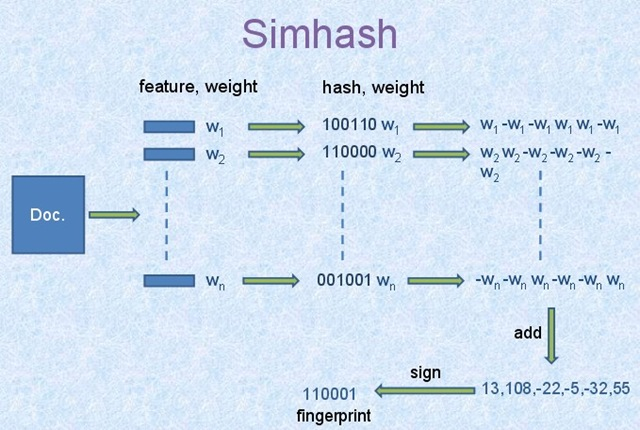 Simhash
feature, weight
hash, weight
w1
100110 w1
w1 -w1 -w1 w1 w1 -w1
w2
110000 w2
w2 w2 -w2 -w2 -w2 -
w2
Doc.
wn
001001 wn
-wn -wn wn -wn -wn wn
add
sign
13,108,-22,-5,-32,55
110001
fingerprint